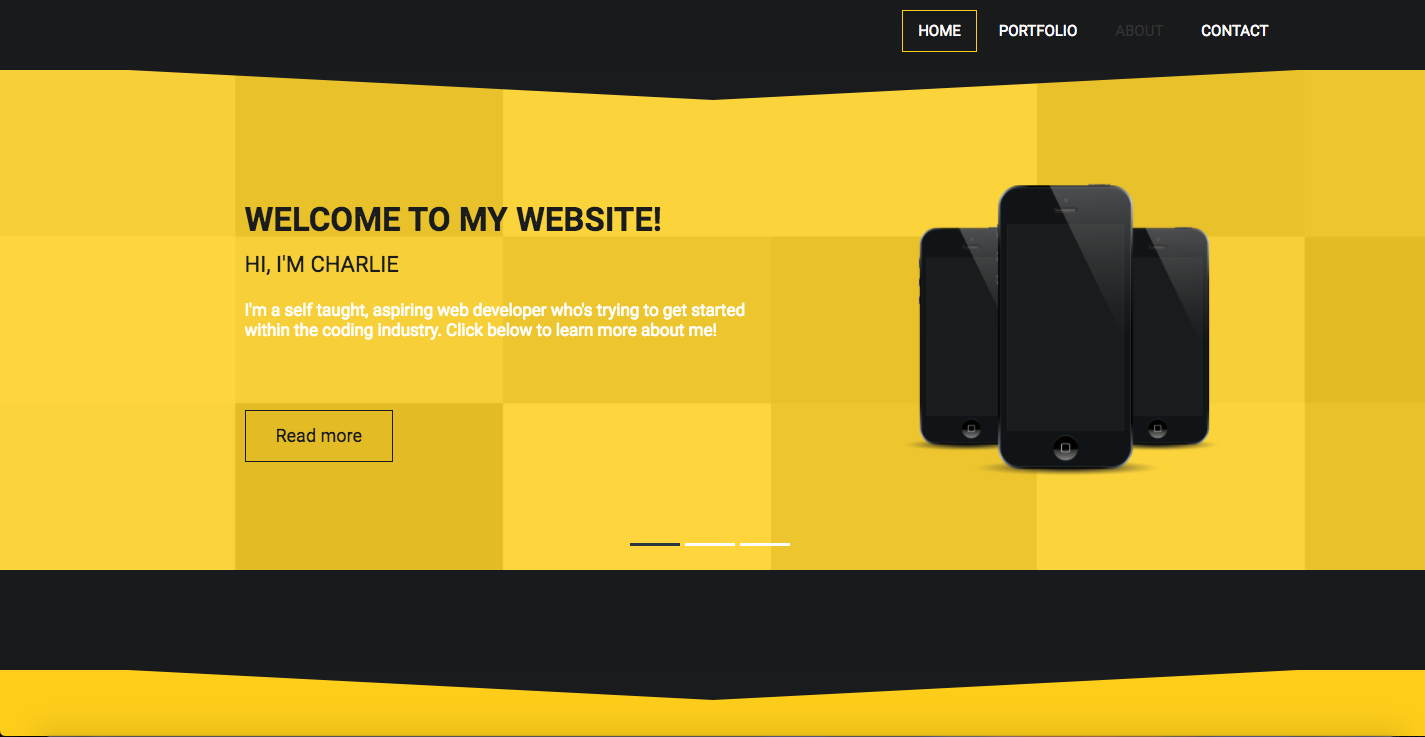 HOME PORTFOLIO ABOUT CONTACT
WELCOME TO MY WEBSITE!
HI, I'M CHARLIE
I'm a self taught, aspiring web developer who's trying to get started
within the coding industry. Click below to learn more about me!
Read more